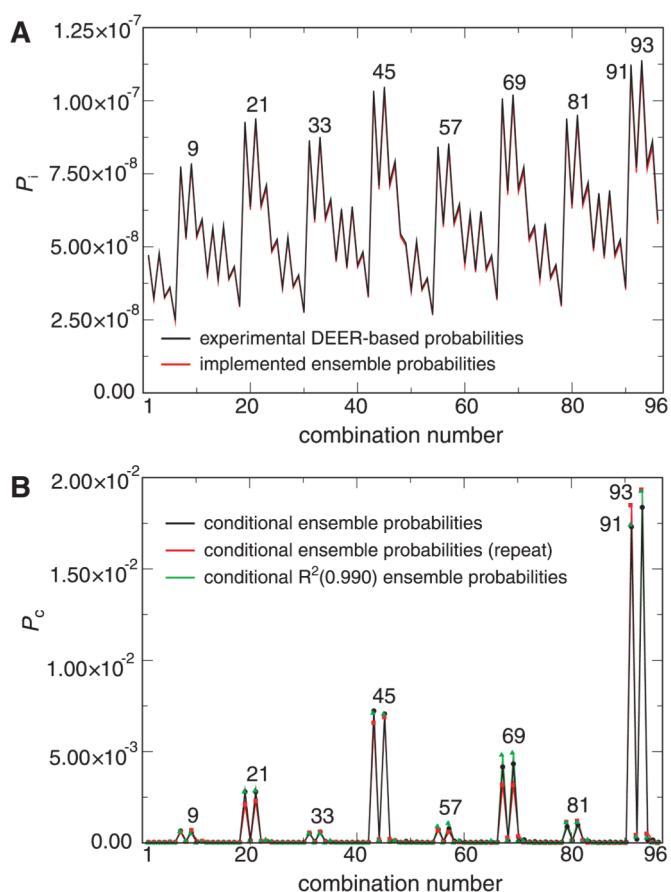 A
1.25×10⁻⁷
1.00×10⁻⁷
7.50×10⁻⁸
5.00×10⁻⁸
2.50×10⁻⁸
0.00
Pᵢ
9
21
33
45
57
69
81
91
93
experimental DEER-based probabilities
implemented ensemble probabilities
1 20 40 60 80 96
combination number
B
2.00×10⁻²
1.50×10⁻²
1.00×10⁻²
5.00×10⁻³
0.00
P_c
conditional ensemble probabilities
conditional ensemble probabilities (repeat)
conditional R²(0.990) ensemble probabilities
9
21
33
45
57
69
81
91
93
1 20 40 60 80 96
combination number